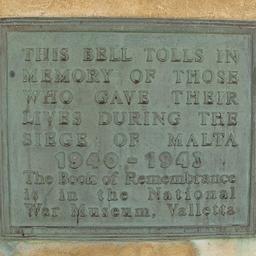 THIS BELL TOLLS IN
MEMORY OF THOSE
WHO GAVE THEIR
LIVES DURING THE
SIEGE OF MALTA
1940 - 1943
The Book of Remembrance
is in the National
War Museum, Valletta